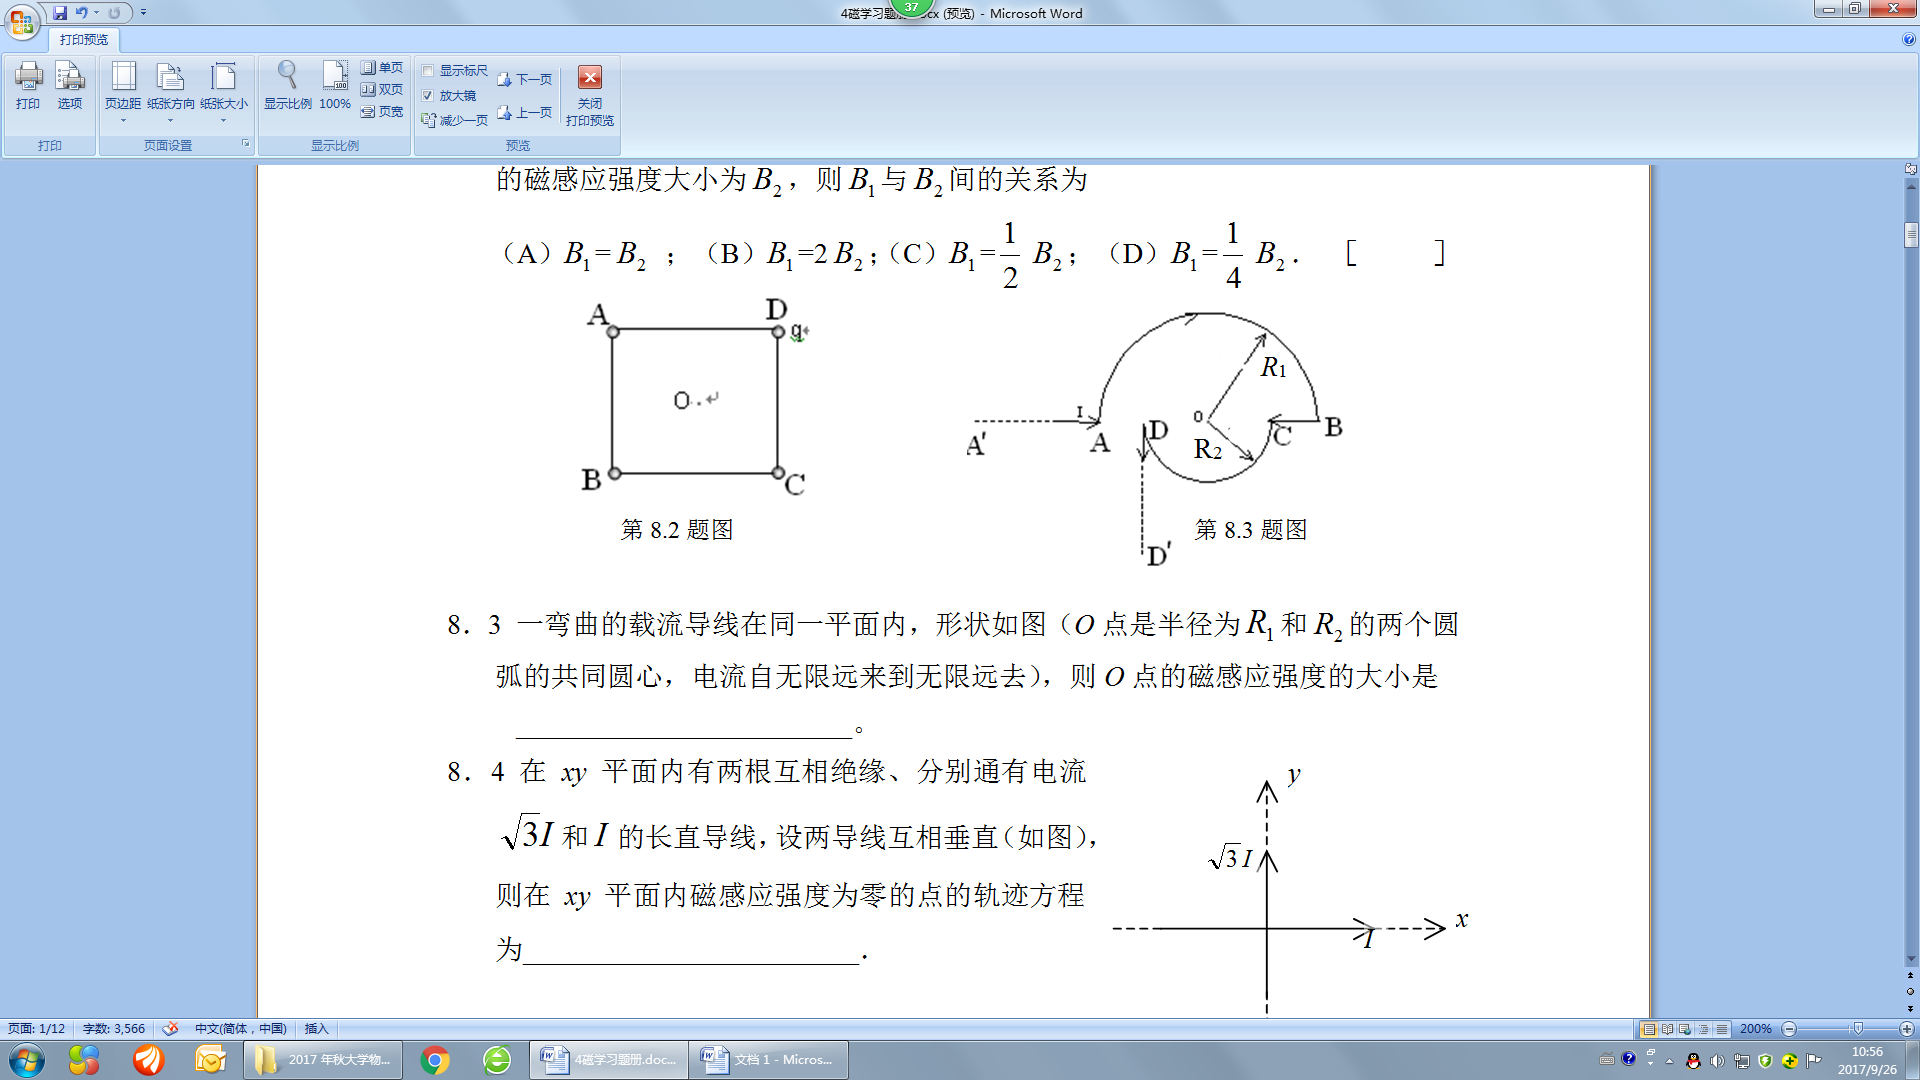 37
4磁学习题册.docx (预览) - Microsoft Word
打印预览
打印
选项
页边距
纸张方向
纸张大小
显示比例
100%
单页
双页
页宽
显示标尺
放大镜
减少一页
下一页
上一页
关闭
打印预览
打印
页面设置
显示比例
预览
的磁感应强度大小为B₂，则B₁与B₂间的关系为
（A）B₁=B₂ ；（B）B₁=2B₂；（C）B₁=1/2 B₂；（D）B₁=1/4 B₂． ［ ］
A
D
q
O..
B
C
第 8.2 题图
R1
I
O
A'
A
D
R2
C
B
D'
第 8.3 题图
8．3 一弯曲的载流导线在同一平面内，形状如图（O 点是半径为R₁和R₂的两个圆
弧的共同圆心，电流自无限远来到无限远去），则 O 点的磁感应强度的大小是
________________________。
8．4 在 xy 平面内有两根互相绝缘、分别通有电流
√3I和I 的长直导线，设两导线互相垂直（如图），
则在 xy 平面内磁感应强度为零的点的轨迹方程
为________________________．
y
√3 I
x
I
页面: 1/12
字数: 3,566
中文(简体，中国)
插入
200%
2017 年秋大学物...
4磁学习题册.doc...
文档 1 - Micros...
10:56
2017/9/26